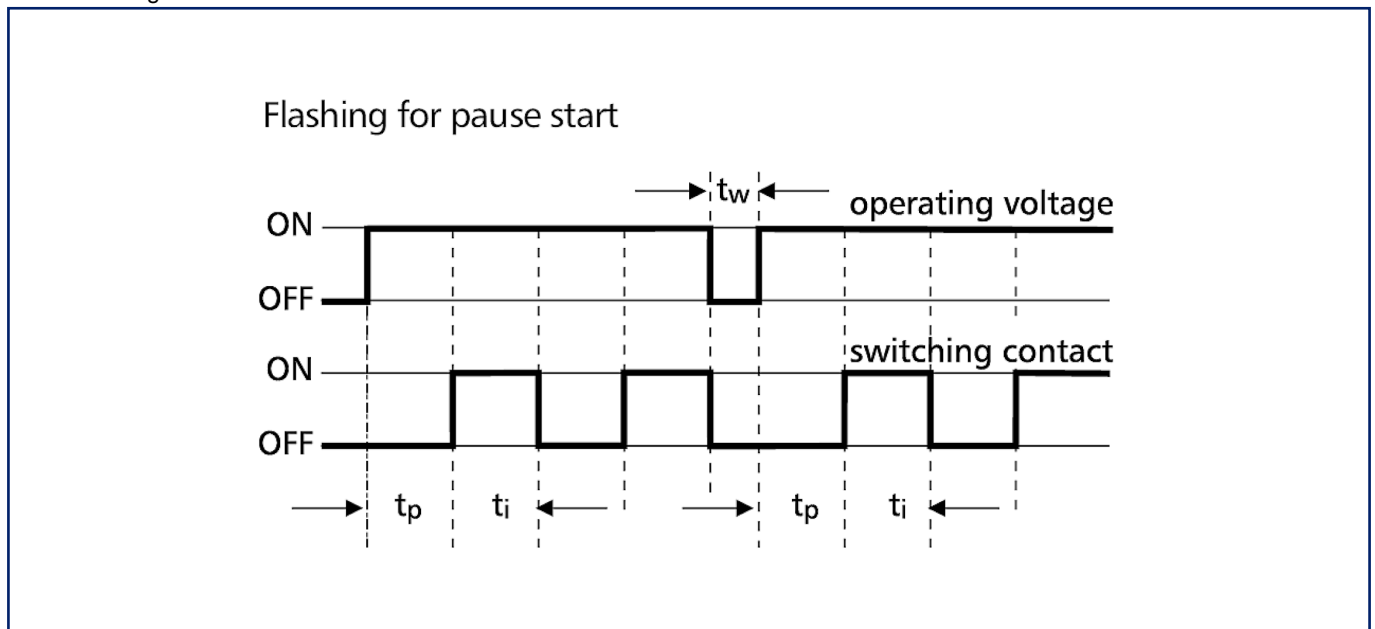 Flashing for pause start
tw
operating voltage
ON
OFF
switching contact
ON
OFF
tp ti tp ti